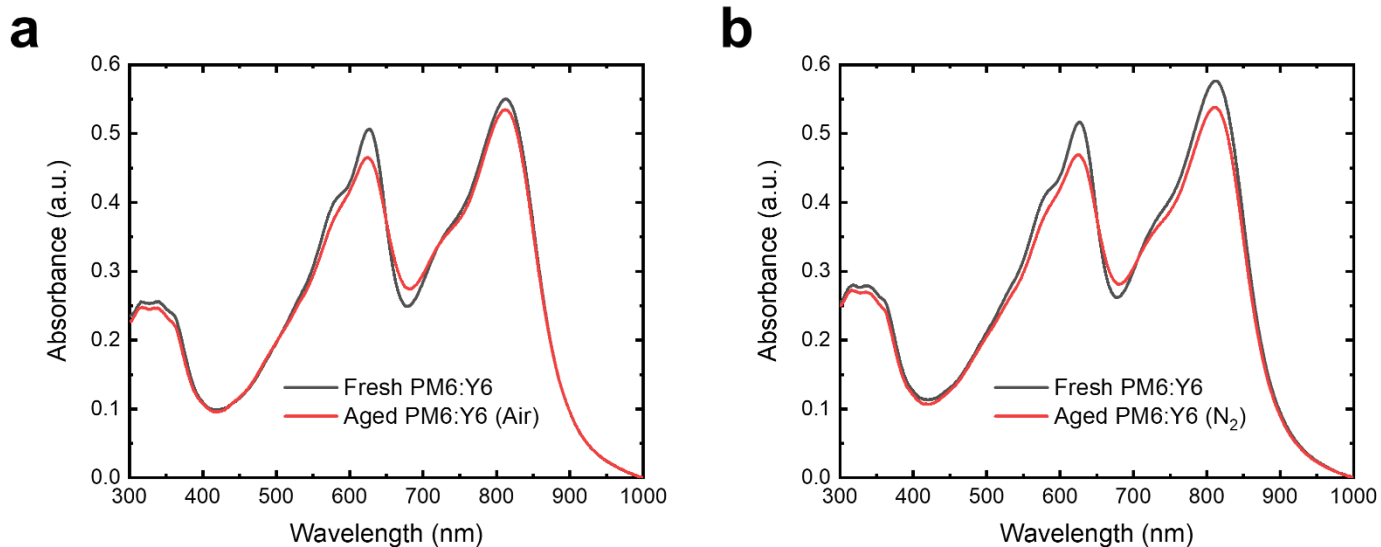 a
0.6
0.5
0.4
0.3
0.2
0.1
0.0
Absorbance (a.u.)
Fresh PM6:Y6
Aged PM6:Y6 (Air)
300 400 500 600 700 800 900 1000
Wavelength (nm)
b
0.6
0.5
0.4
0.3
0.2
0.1
0.0
Absorbance (a.u.)
Fresh PM6:Y6
Aged PM6:Y6 (N₂)
300 400 500 600 700 800 900 1000
Wavelength (nm)